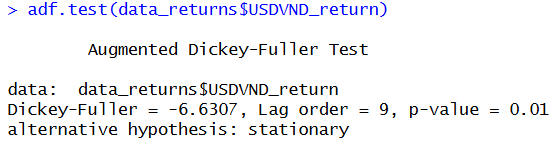 > adf.test(data_returns$USDVND_return)
Augmented Dickey-Fuller Test
data:  data_returns$USDVND_return
Dickey-Fuller = -6.6307, Lag order = 9, p-value = 0.01
alternative hypothesis: stationary